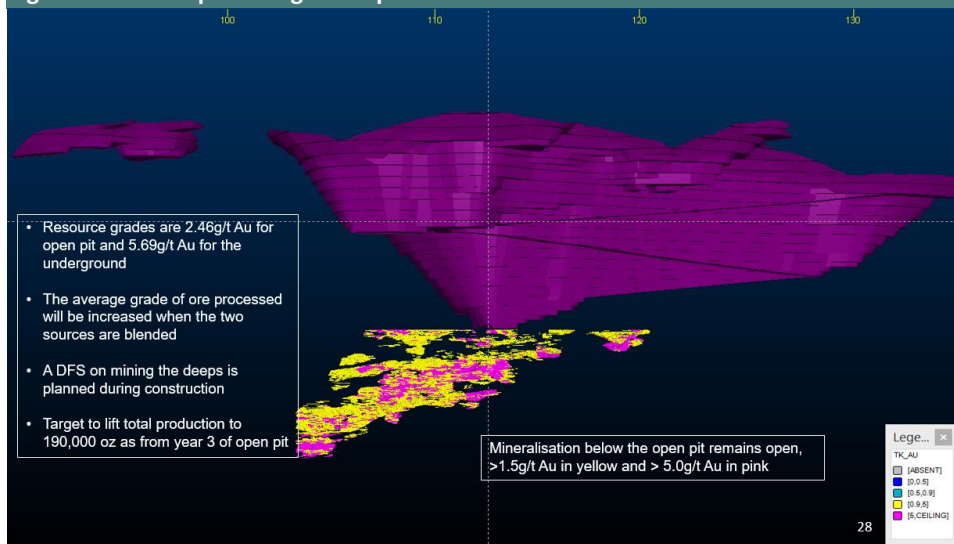 100
110
120
130
• Resource grades are 2.46g/t Au for
open pit and 5.69g/t Au for the
underground
• The average grade of ore processed
will be increased when the two
sources are blended
• A DFS on mining the deeps is
planned during construction
• Target to lift total production to
190,000 oz as from year 3 of open pit
Mineralisation below the open pit remains open,
>1.5g/t Au in yellow and > 5.0g/t Au in pink
Lege...
TK_AU
[ABSENT]
[0,0.5]
[0.5,0.9]
[0.9,5]
[5,CEILING]
28